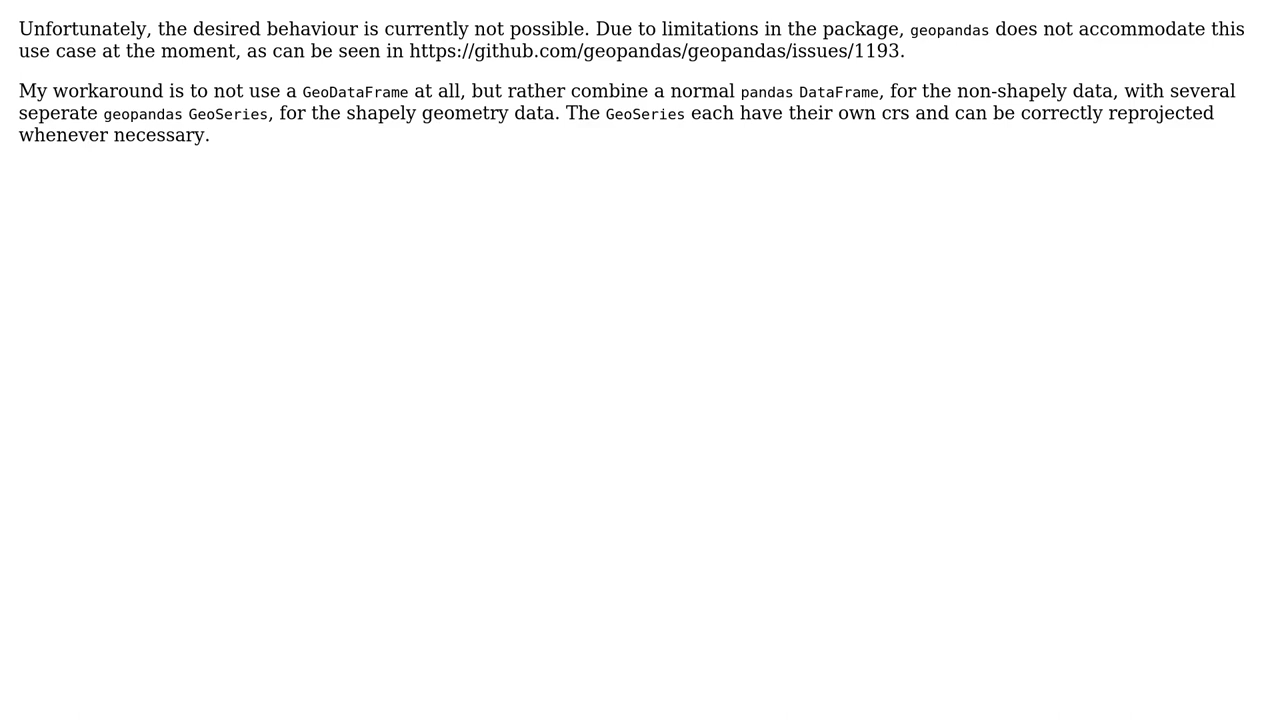 Unfortunately, the desired behaviour is currently not possible. Due to limitations in the package, geopandas does not accommodate this
use case at the moment, as can be seen in https://github.com/geopandas/geopandas/issues/1193.
My workaround is to not use a GeoDataFrame at all, but rather combine a normal pandas DataFrame, for the non-shapely data, with several
seperate geopandas GeoSeries, for the shapely geometry data. The GeoSeries each have their own crs and can be correctly reprojected
whenever necessary.